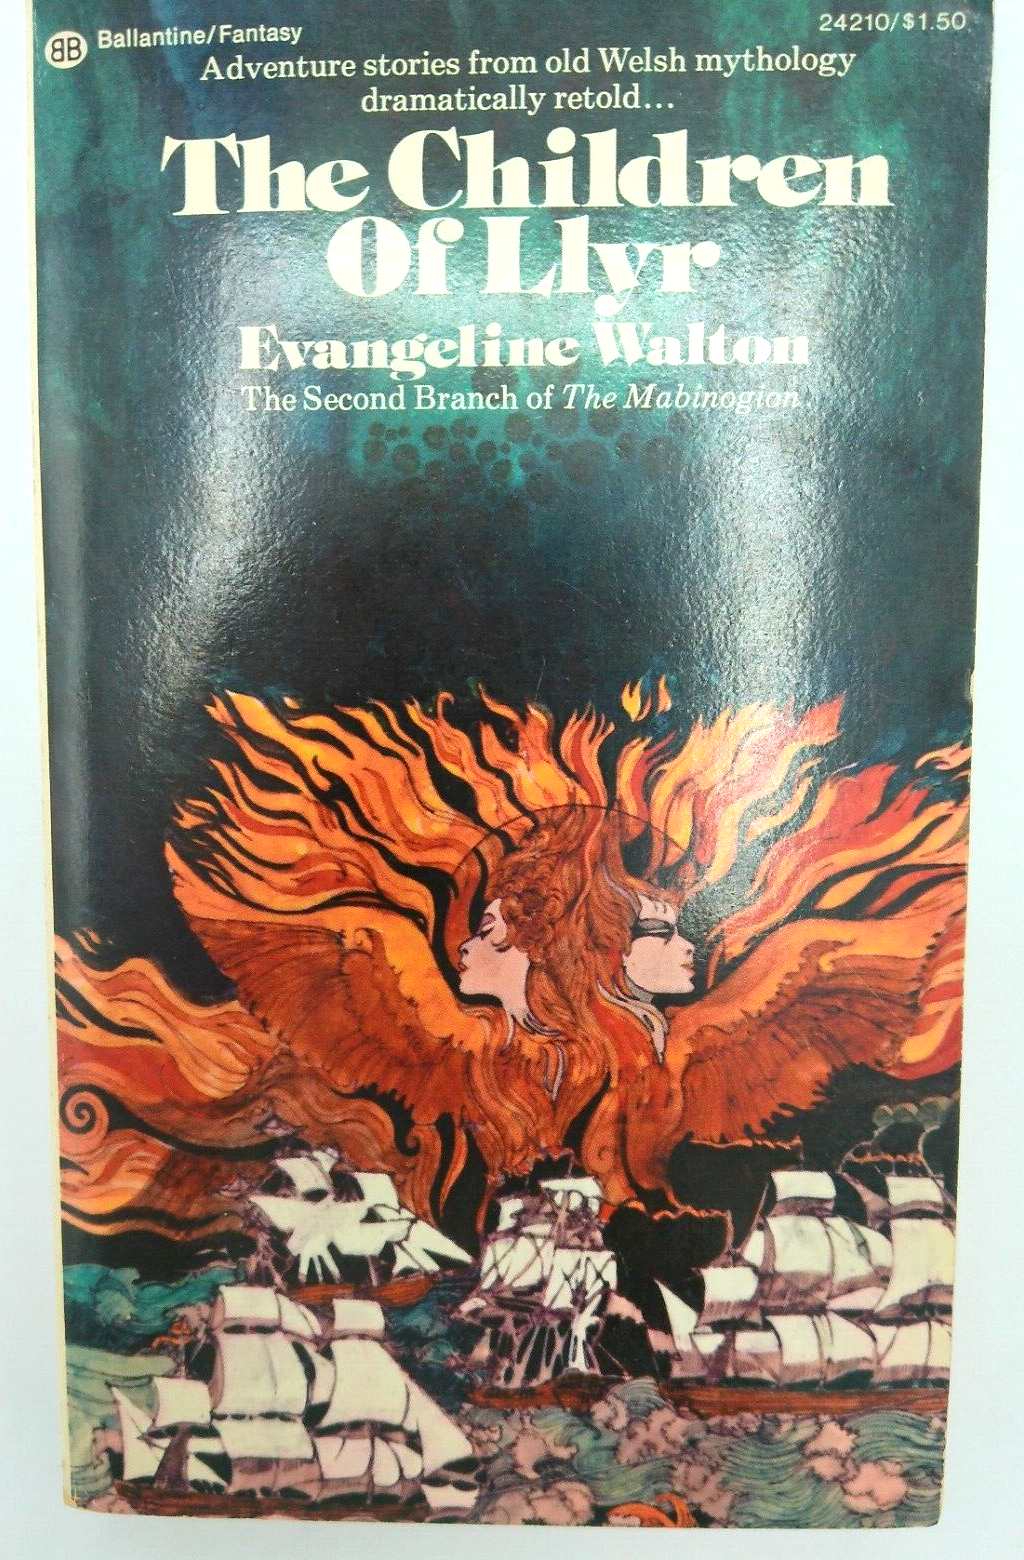 BB Ballantine/Fantasy
24210/$1.50
Adventure stories from old Welsh mythology
dramatically retold...
The Children
Of Llyr
Evangeline Walton
The Second Branch of The Mabinogion